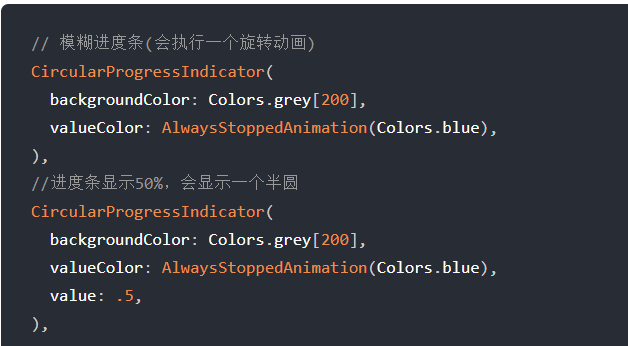 // 模糊进度条(会执行一个旋转动画)
CircularProgressIndicator(
  backgroundColor: Colors.grey[200],
  valueColor: AlwaysStoppedAnimation(Colors.blue),
),
//进度条显示50%，会显示一个半圆
CircularProgressIndicator(
  backgroundColor: Colors.grey[200],
  valueColor: AlwaysStoppedAnimation(Colors.blue),
  value: .5,
),